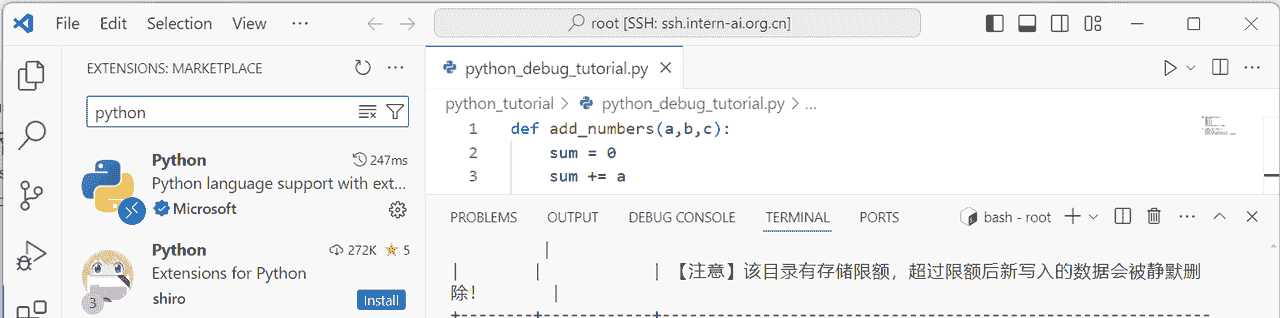 File Edit Selection View ···
root [SSH: ssh.intern-ai.org.cn]
EXTENSIONS: MARKETPLACE
python
Python 247ms
Python language support with ext...
Microsoft
Python 272K 5
Extensions for Python
shiro Install
3
python_debug_tutorial.py
python_tutorial > python_debug_tutorial.py > ...
1 def add_numbers(a,b,c):
2 sum = 0
3 sum += a
PROBLEMS OUTPUT DEBUG CONSOLE TERMINAL PORTS bash - root
|
| | | 【注意】该目录有存储限额，超过限额后新写入的数据会被静默删
除! |